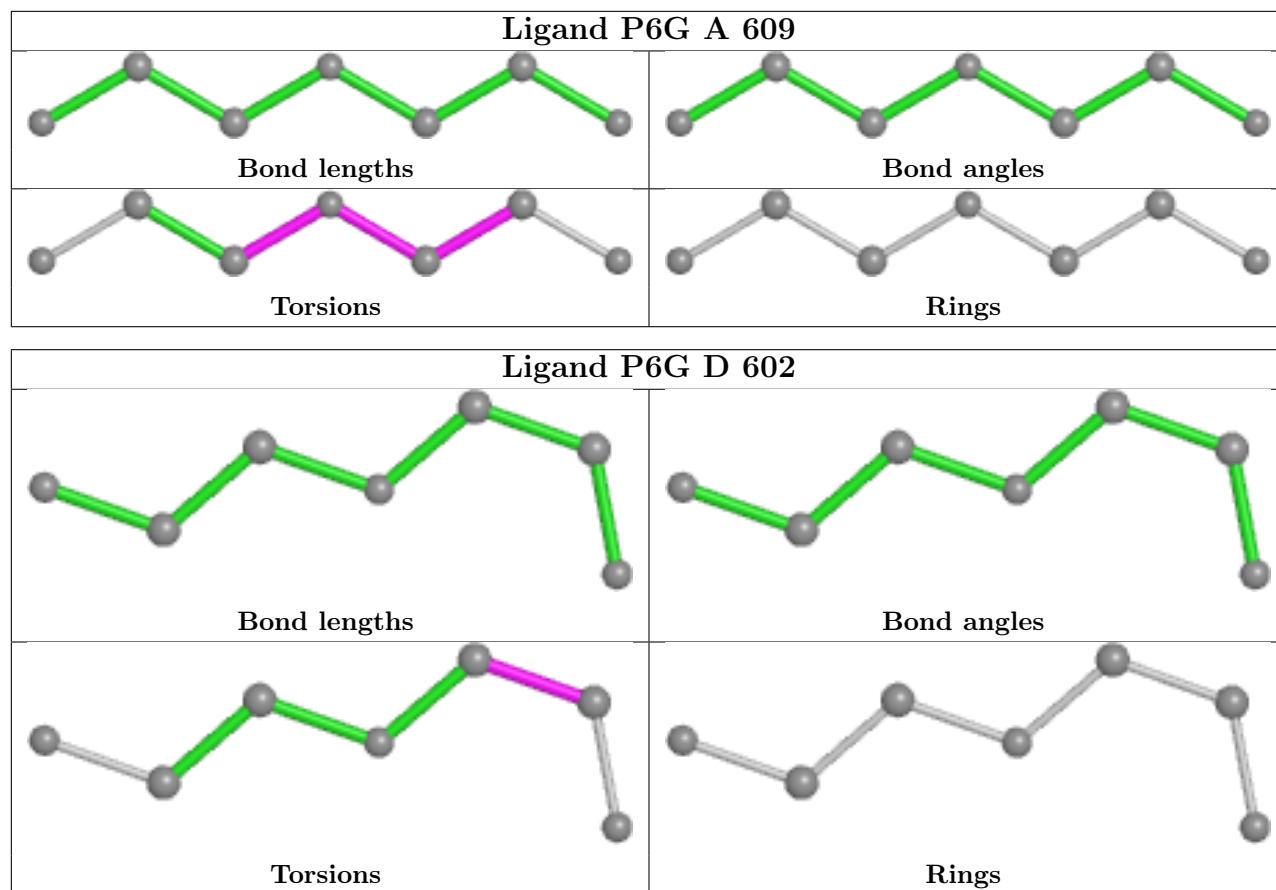 Ligand P6G A 609
Bond lengths
Bond angles
Torsions
Rings
Ligand P6G D 602
Bond lengths
Bond angles
Torsions
Rings